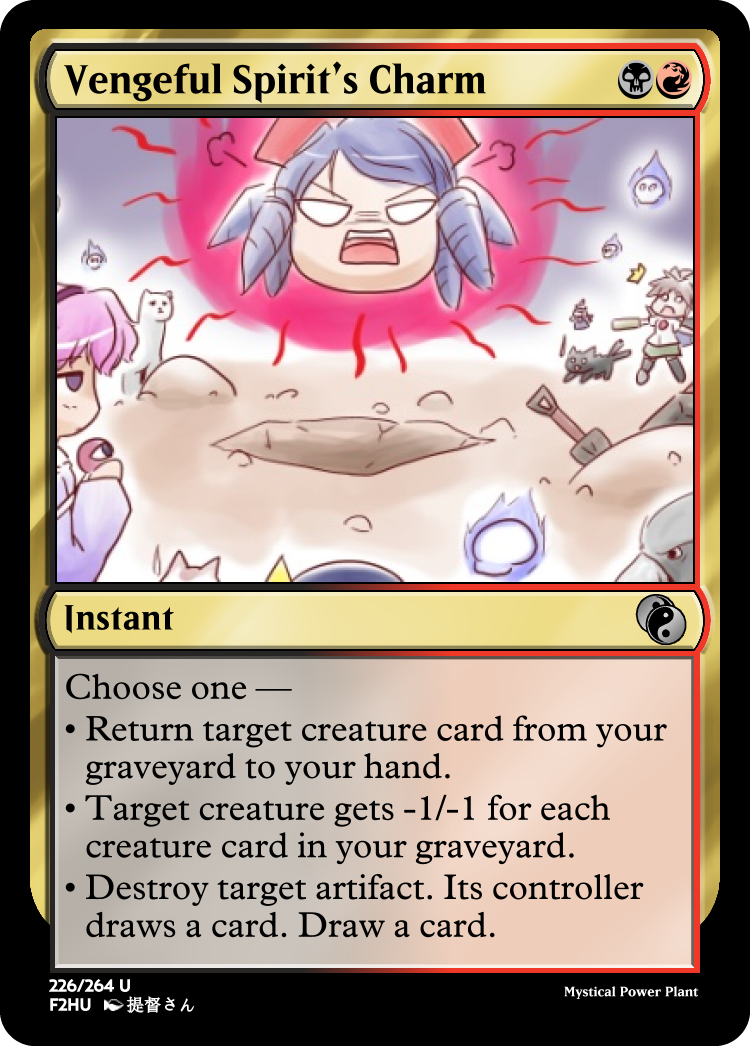 Vengeful Spirit's Charm
Instant
Choose one —
• Return target creature card from your
graveyard to your hand.
• Target creature gets -1/-1 for each
creature card in your graveyard.
• Destroy target artifact. Its controller
draws a card. Draw a card.
226/264 U
F2HU 提督さん
Mystical Power Plant